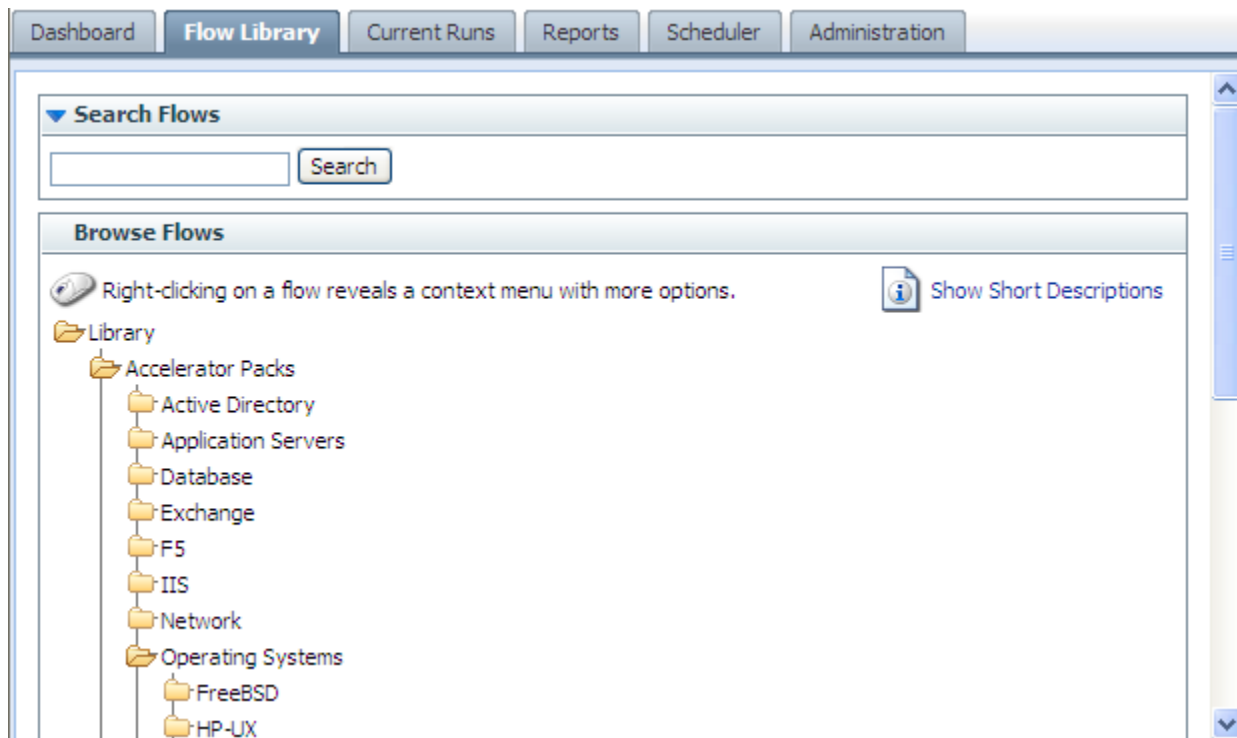 Dashboard Flow Library Current Runs Reports Scheduler Administration
Search Flows
Search
Browse Flows
Right-clicking on a flow reveals a context menu with more options. Show Short Descriptions
Library
Accelerator Packs
Active Directory
Application Servers
Database
Exchange
F5
IIS
Network
Operating Systems
FreeBSD
HP-UX